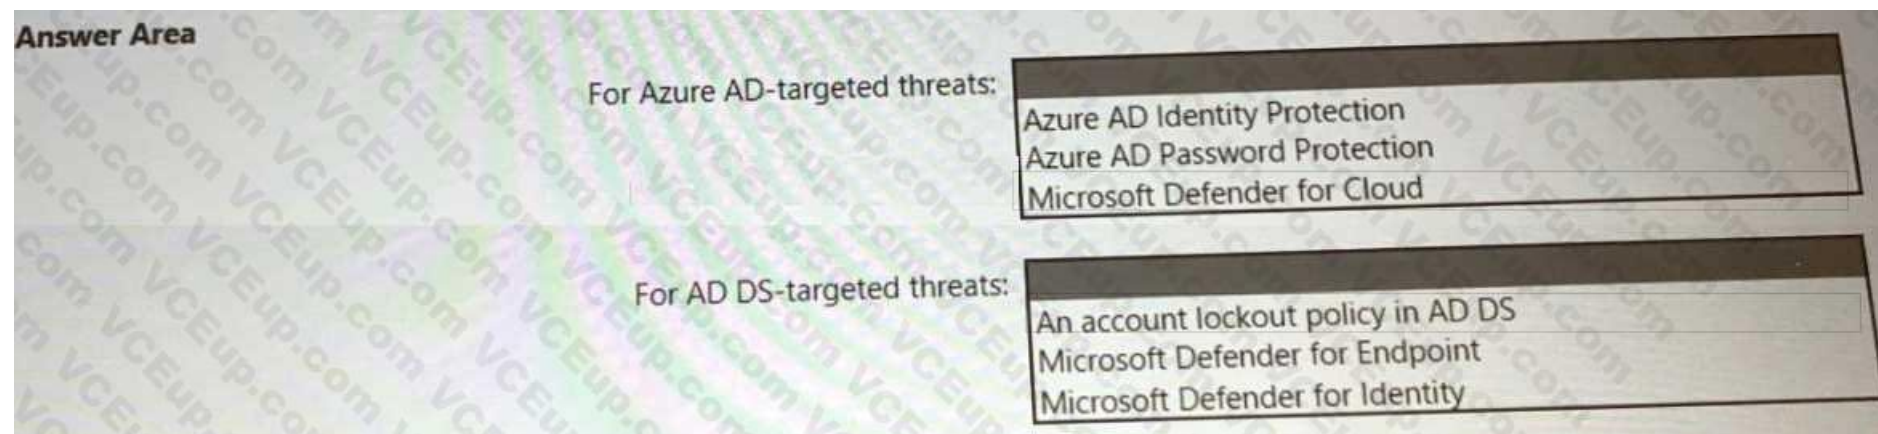 Answer Area
For Azure AD-targeted threats:
Azure AD Identity Protection
Azure AD Password Protection
Microsoft Defender for Cloud
For AD DS-targeted threats:
An account lockout policy in AD DS
Microsoft Defender for Endpoint
Microsoft Defender for Identity
VCEup.com